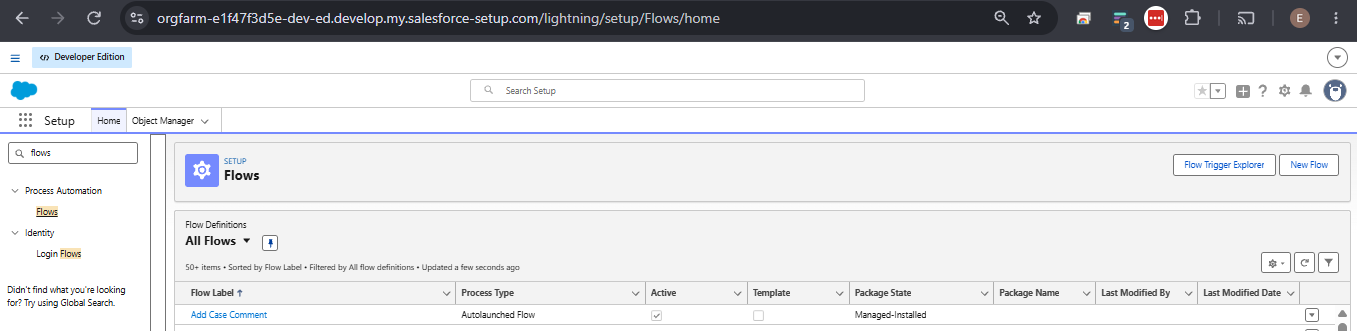 orgfarm-e1f47f3d5e-dev-ed.develop.my.salesforce-setup.com/lightning/setup/Flows/home
2
E
Developer Edition
Search Setup
Setup
Home
Object Manager
flows
Process Automation
Flows
Identity
Login Flows
Didn't find what you're looking
for? Try using Global Search.
SETUP
Flows
Flow Trigger Explorer
New Flow
Flow Definitions
All Flows
50+ items • Sorted by Flow Label • Filtered by All flow definitions • Updated a few seconds ago
Flow Label Process Type Active Template Package State Package Name Last Modified By Last Modified Date
Add Case Comment Autolaunched Flow Managed-Installed